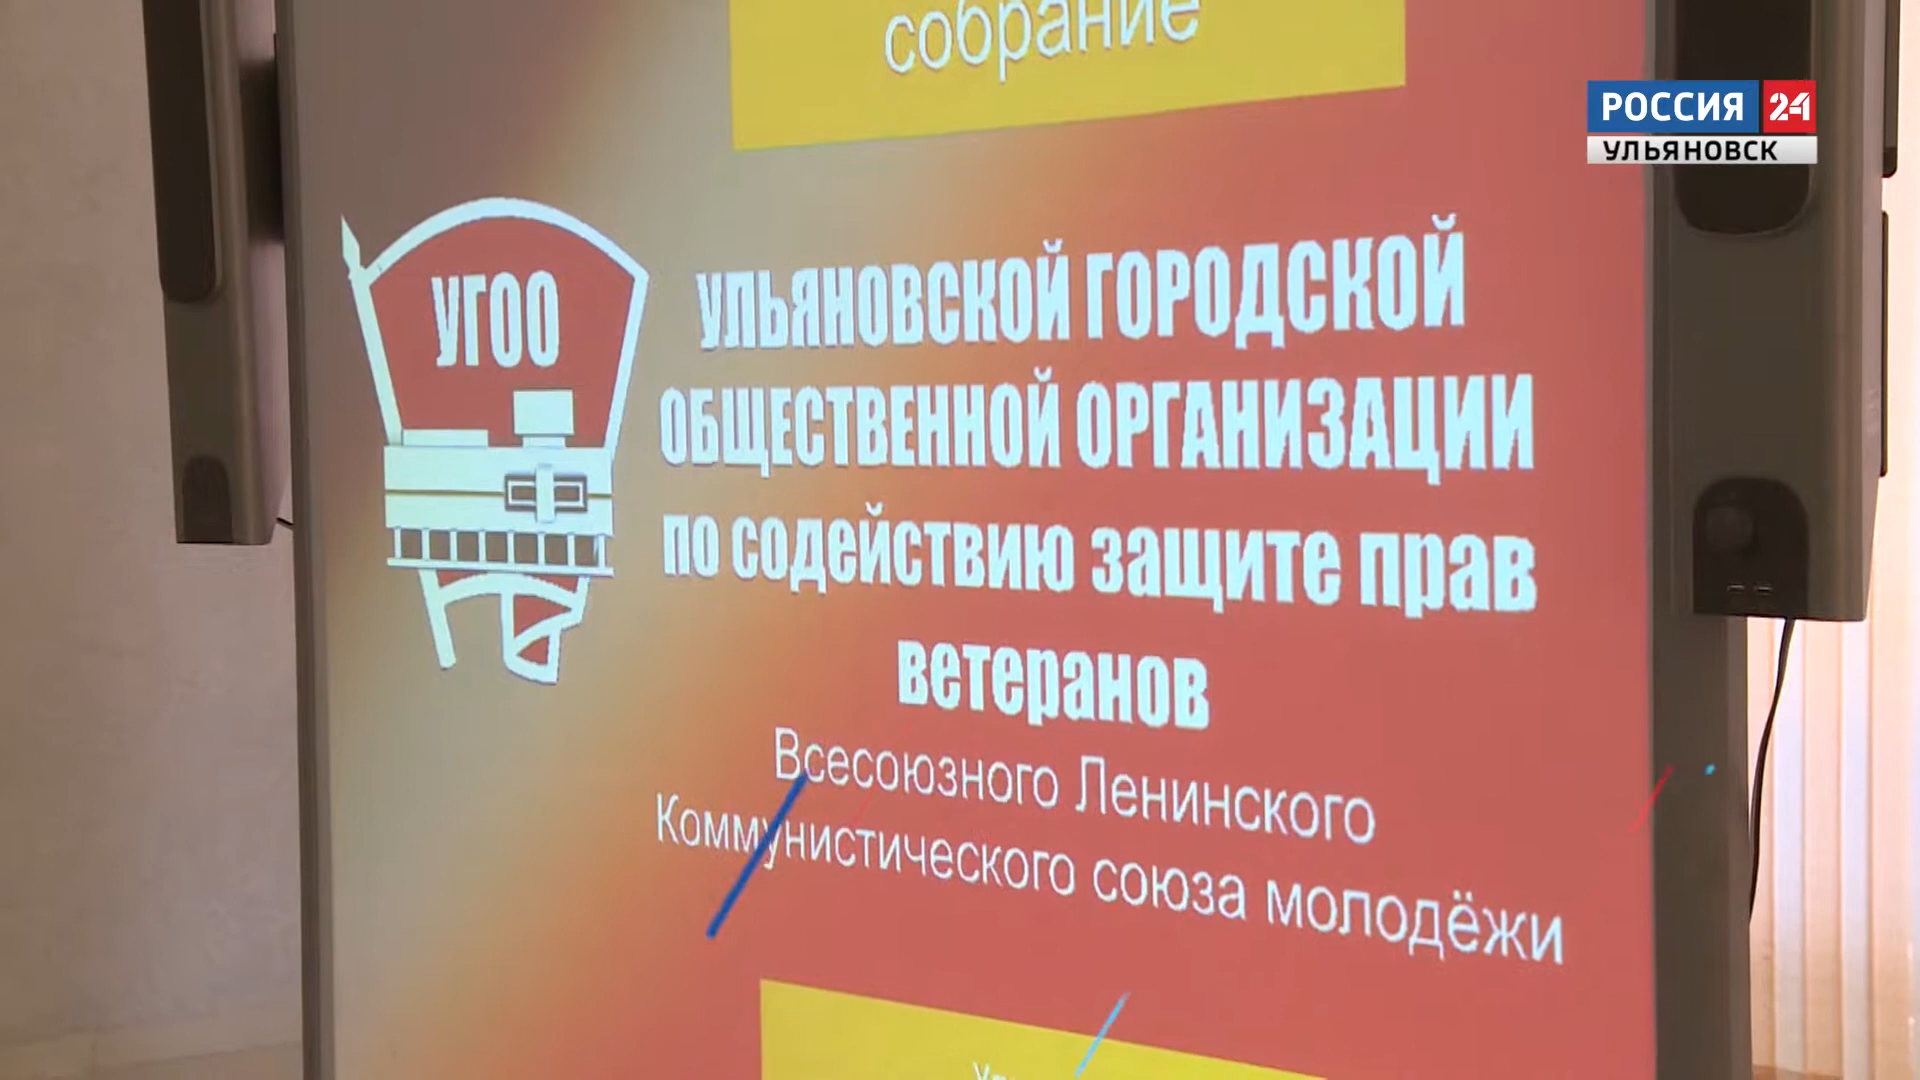 собрание
РОССИЯ 24
УЛЬЯНОВСК
УГОО
УЛЬЯНОВСКОЙ ГОРОДСКОЙ
ОБЩЕСТВЕННОЙ ОРГАНИЗАЦИИ
по содействию защите прав
ветеранов
Всесоюзного Ленинского
Коммунистического союза молодёжи